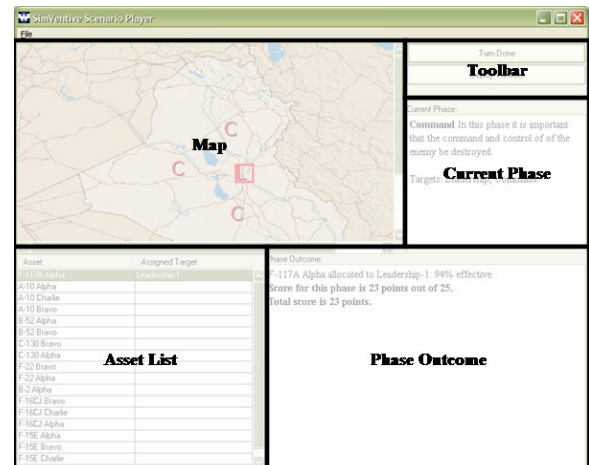 SimVentive Scenario Player
File
Turn Done
Toolbar
Map
C
C
C
L
Current Phase:
Command In this phase it is important
that the command and control of of the
enemy be destroyed.
Current Phase
Targets: Leadership, Command
Asset Assigned Target
F-117A Alpha Leadership-1
A-10 Alpha
A-10 Charlie
A-10 Bravo
B-52 Alpha
B-52 Bravo
C-130 Bravo
C-130 Alpha
F-22 Bravo
F-22 Alpha
B-2 Alpha
F-16CJ Bravo
F-16CJ Charlie
F-16CJ Alpha
F-15E Alpha
F-15E Bravo
F-15E Charlie
Asset List
Phase Outcome:
F-117A Alpha allocated to Leadership-1: 94% effective.
Score for this phase is 23 points out of 25.
Total score is 23 points.
Phase Outcome